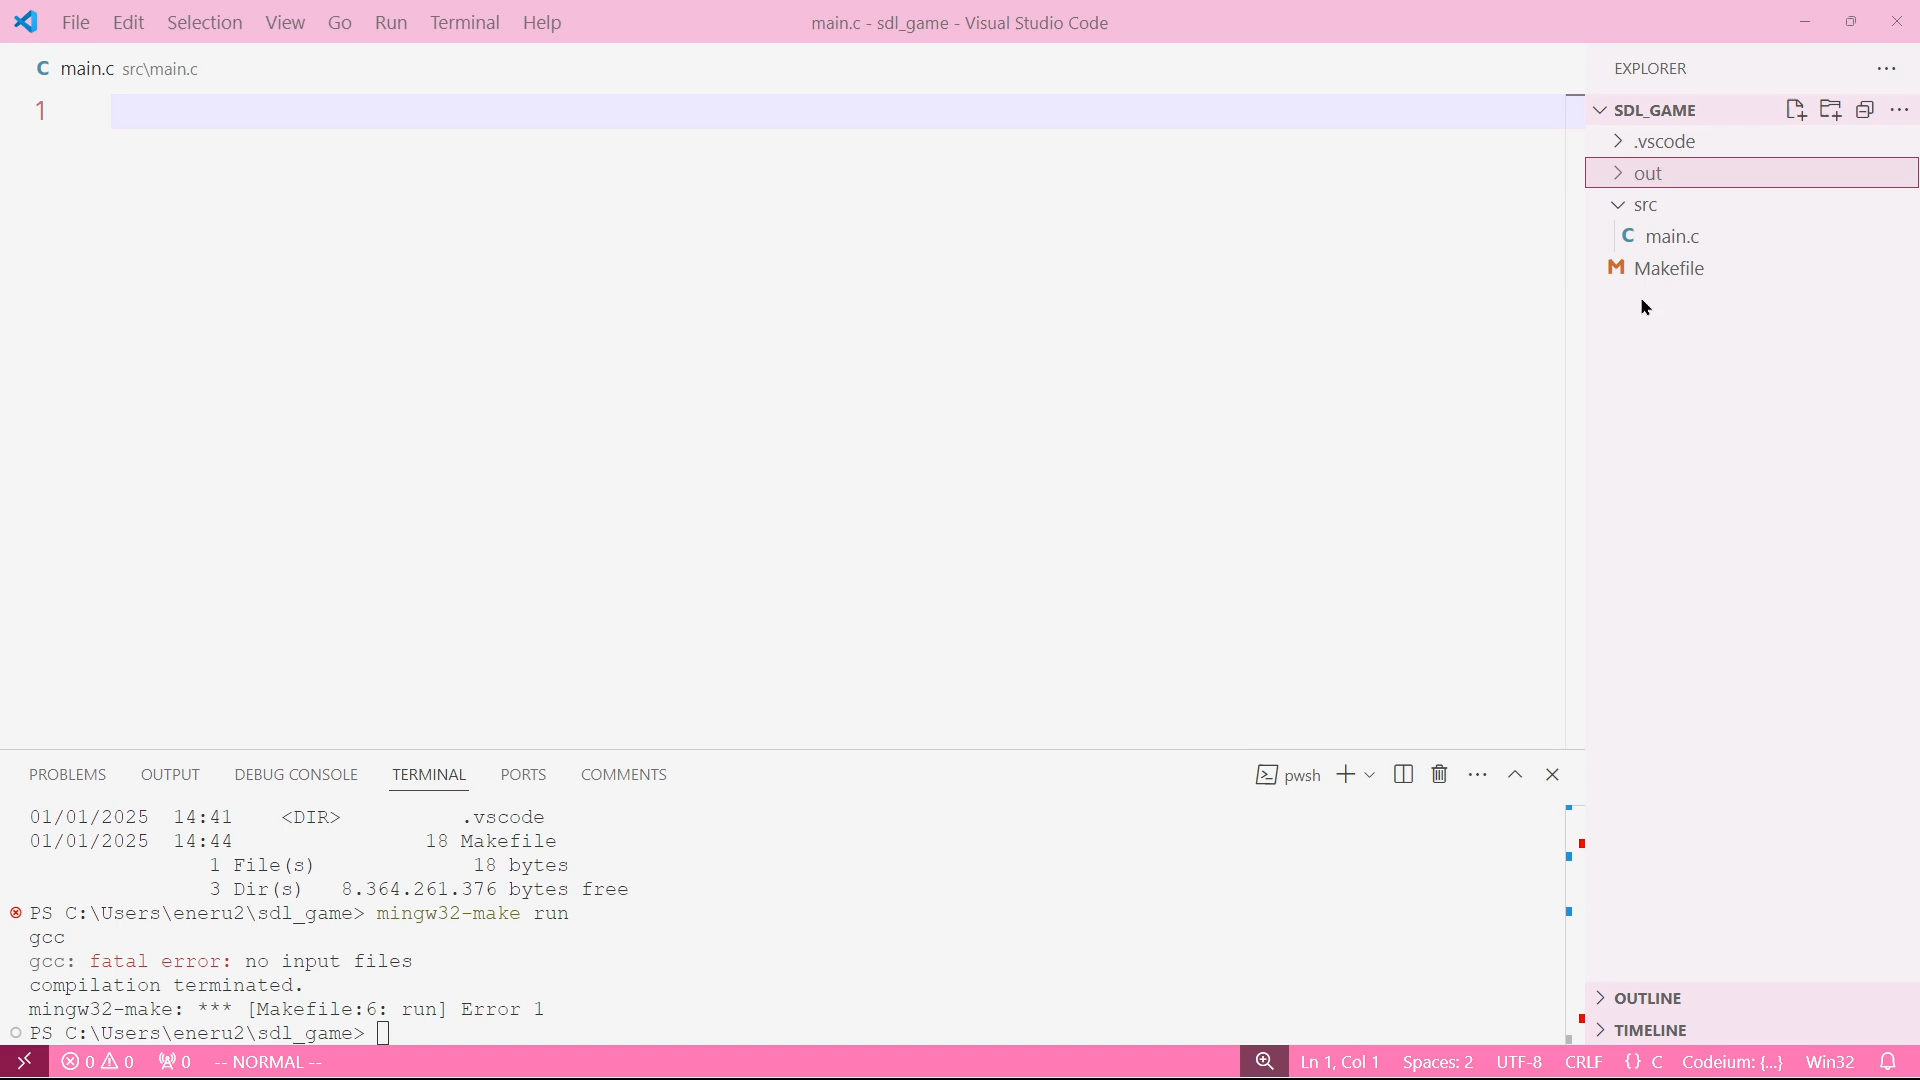 File Edit Selection View Go Run Terminal Help
main.c - sdl_game - Visual Studio Code
C main.c src\main.c
1
EXPLORER
SDL_GAME
.vscode
out
src
C main.c
M Makefile
PROBLEMS OUTPUT DEBUG CONSOLE TERMINAL PORTS COMMENTS
pwsh
01/01/2025 14:41 <DIR> .vscode
01/01/2025 14:44 18 Makefile
1 File(s) 18 bytes
3 Dir(s) 8.364.261.376 bytes free
PS C:\Users\eneru2\sdl_game> mingw32-make run
gcc
gcc: fatal error: no input files
compilation terminated.
mingw32-make: *** [Makefile:6: run] Error 1
PS C:\Users\eneru2\sdl_game>
OUTLINE
TIMELINE
0 0 0 -- NORMAL -- Ln 1, Col 1 Spaces: 2 UTF-8 CRLF {} C Codeium: {...} Win32